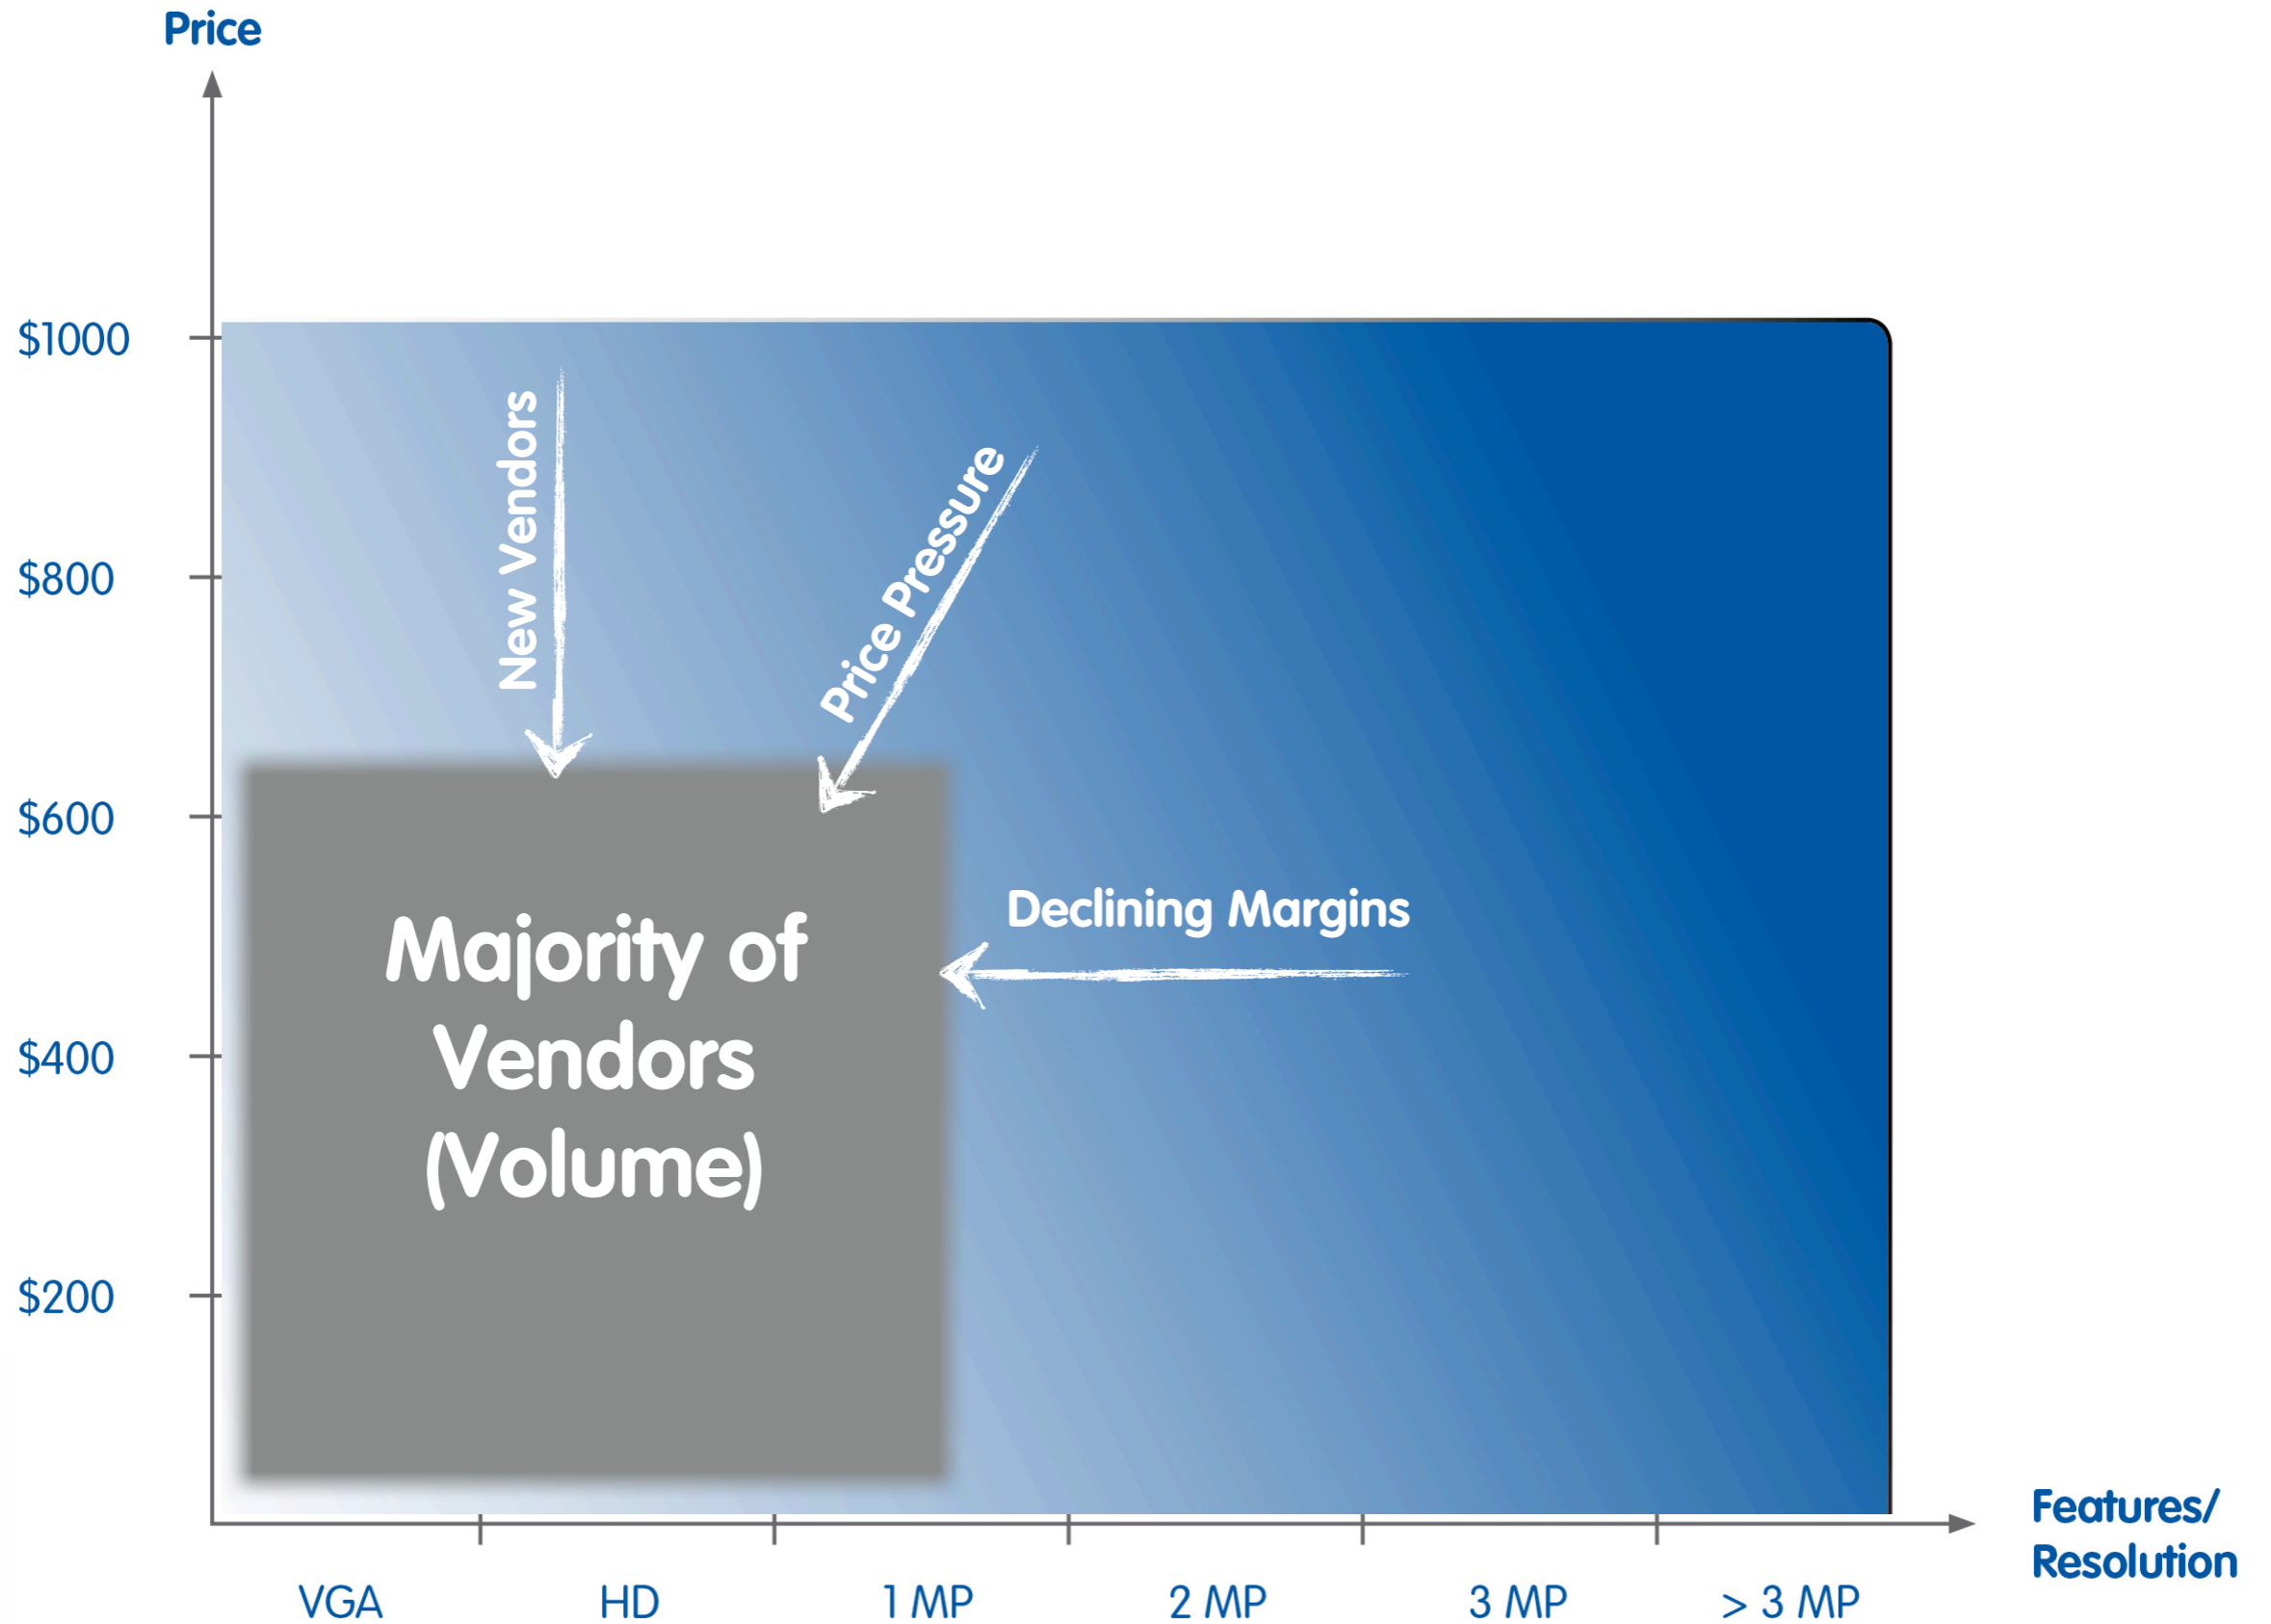 Price
$1000
$800
$600
$400
$200
New Vendors
Price Pressure
Declining Margins
Majority of
Vendors
(Volume)
VGA
HD
1 MP
2 MP
3 MP
> 3 MP
Features/
Resolution